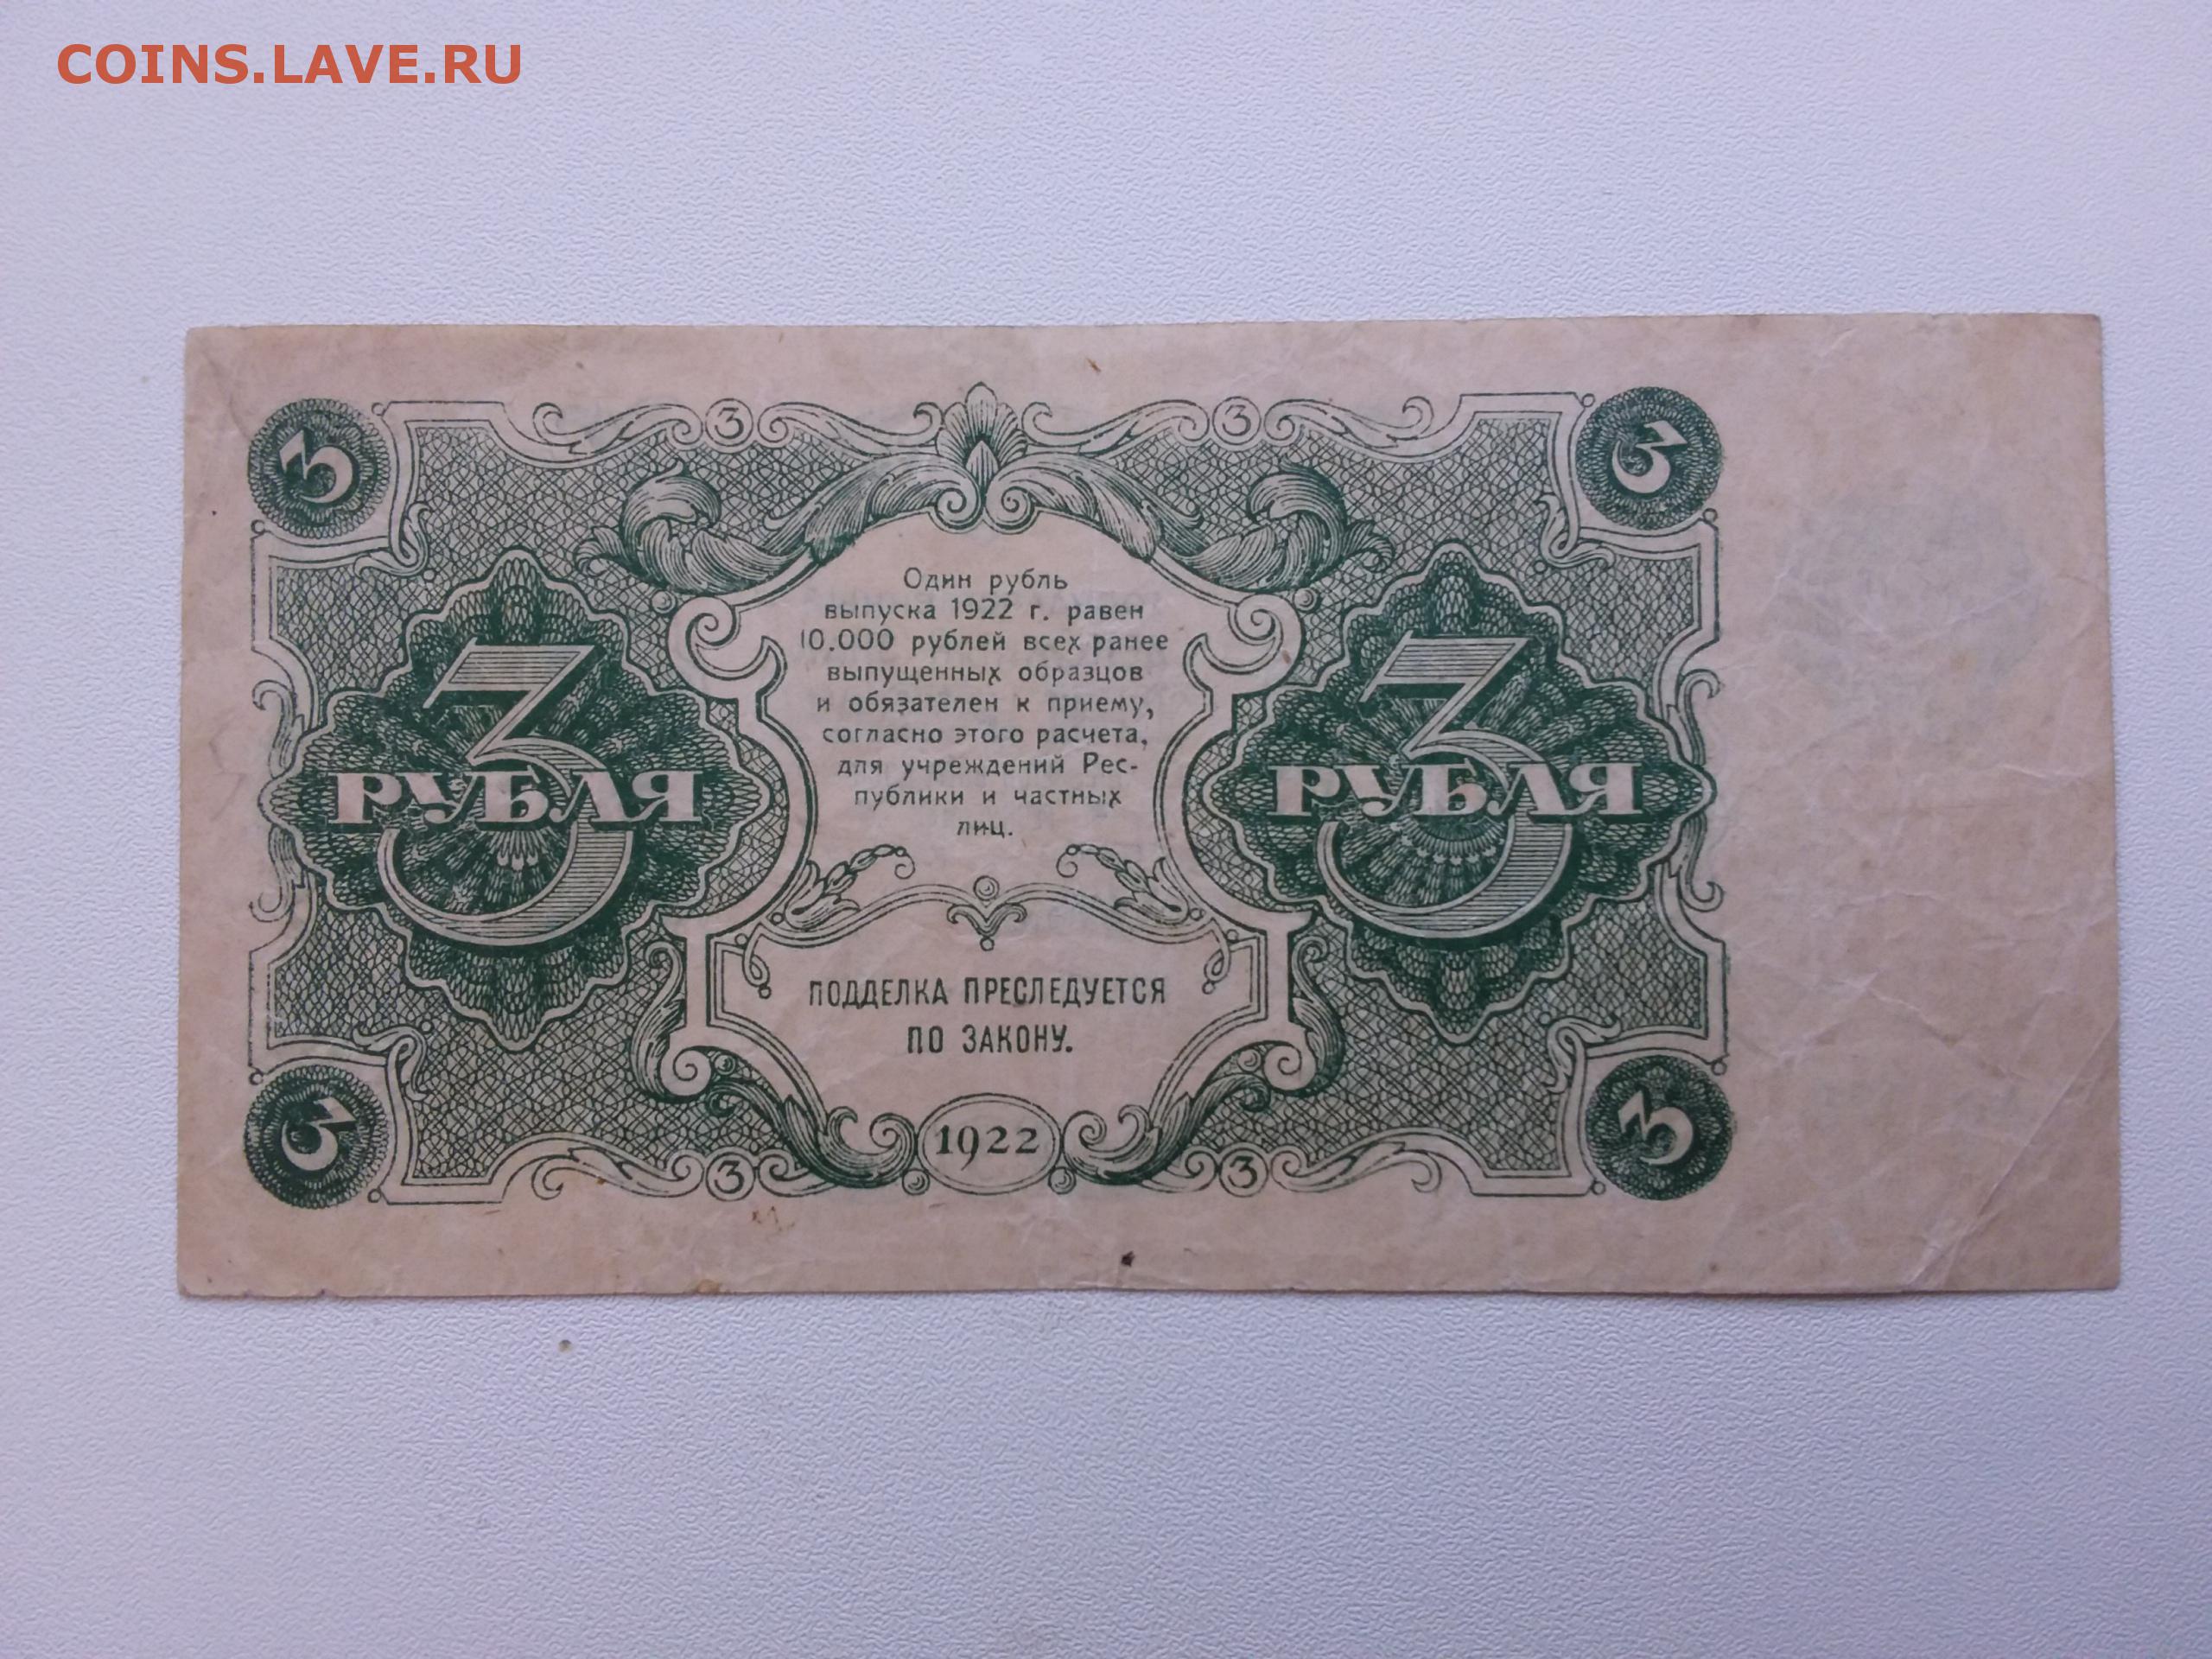 COINS.LAVE.RU
3 3 3 3
Один рубль
выпуска 1922 г. равен
10.000 рублей всех ранее
выпущенных образцов
и обязателен к приему,
согласно этого расчета,
для учреждений Рес-
публики и частных
лиц.
3 3
РУБЛЯ РУБЛЯ
ПОДДЕЛКА ПРЕСЛЕДУЕТСЯ
ПО ЗАКОНУ.
3 3 1922 3 3